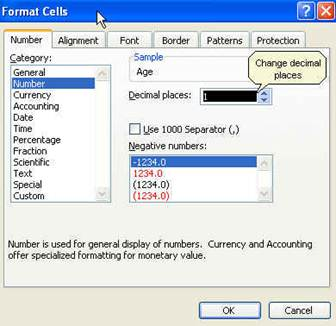 Format Cells
Number Alignment Font Border Patterns Protection
Category:
General
Number
Currency
Accounting
Date
Time
Percentage
Fraction
Scientific
Text
Special
Custom
Sample
Age
Decimal places: 1
Change decimal
places
Use 1000 Separator (,)
Negative numbers:
-1234.0
1234.0
(1234.0)
(1234.0)
Number is used for general display of numbers. Currency and Accounting
offer specialized formatting for monetary value.
OK Cancel